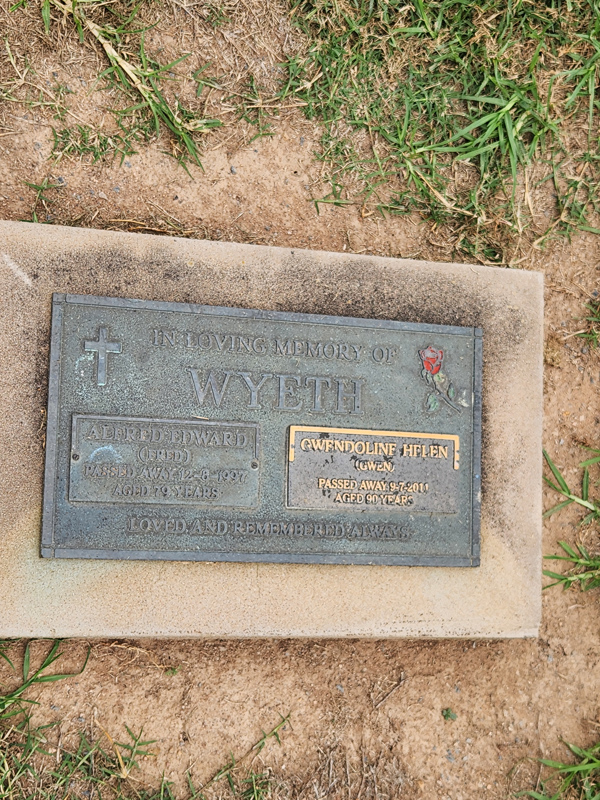 IN LOVING MEMORY OF
WYETH
ALFRED EDWARD
(FRED)
PASSED AWAY 12-8-1997
AGED 79 YEARS
GWENDOLINE HELEN
(GWEN)
PASSED AWAY 9-7-2011
AGED 90 YEARS
LOVED AND REMEMBERED ALWAYS